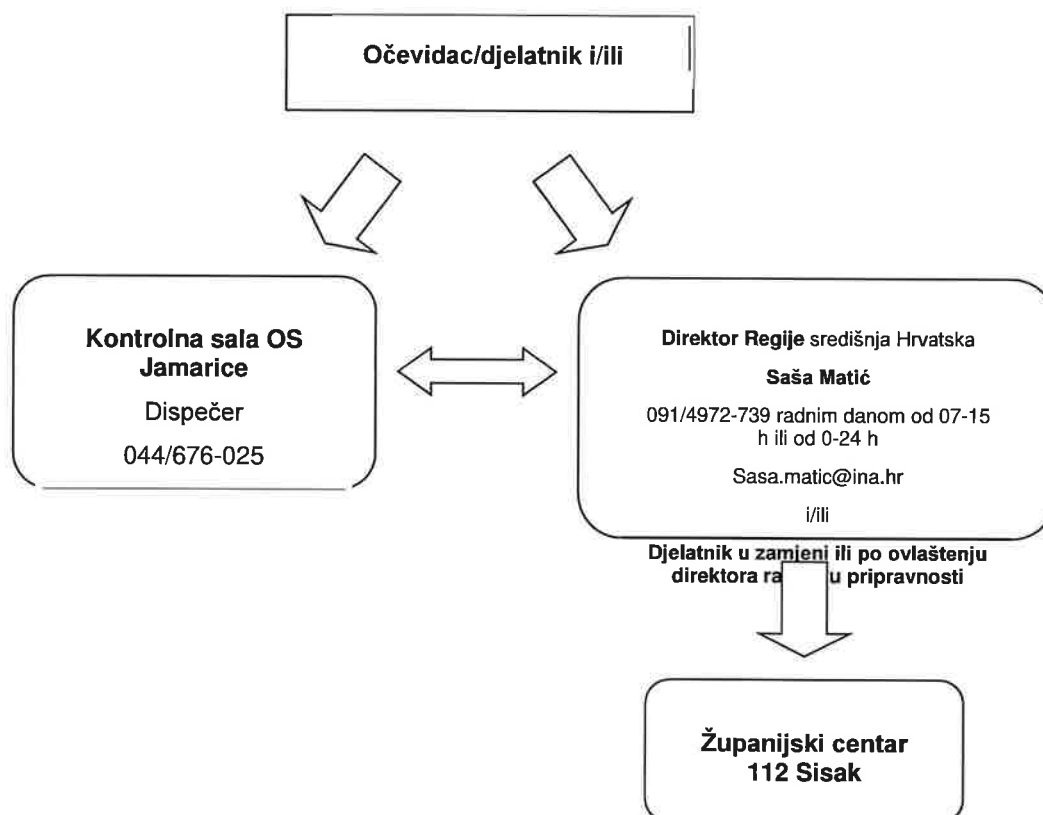 Očevidac/djelatnik i/ili
Kontrolna sala OS
Jamarice
Dispečer
044/676-025
Direktor Regije središnja Hrvatska
Saša Matić
091/4972-739 radnim danom od 07-15
h ili od 0-24 h
Sasa.matic@ina.hr
i/ili
Djelatnik u zamjeni ili po ovlaštenju
direktora ra u pripravnosti
Županijski centar
112 Sisak